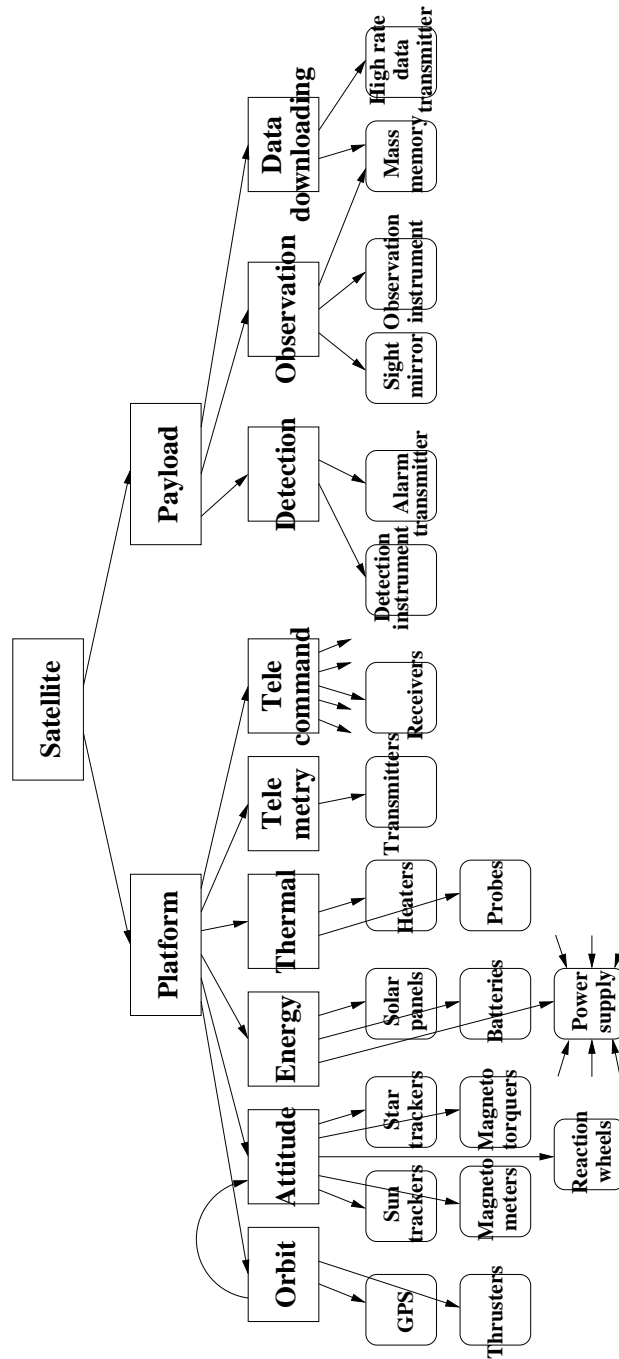 Satellite
Platform
Payload
Orbit
Attitude
Energy
Thermal
Tele
metry
Tele
command
Detection
Observation
Data
downloading
GPS
Sun
trackers
Star
trackers
Solar
panels
Heaters
Transmitters
Receivers
Detection
instrument
Alarm
transmitter
Sight
mirror
Observation
instrument
Mass
memory
High rate
data
transmitter
Thrusters
Magneto
meters
Magneto
torquers
Batteries
Probes
Reaction
wheels
Power
supply